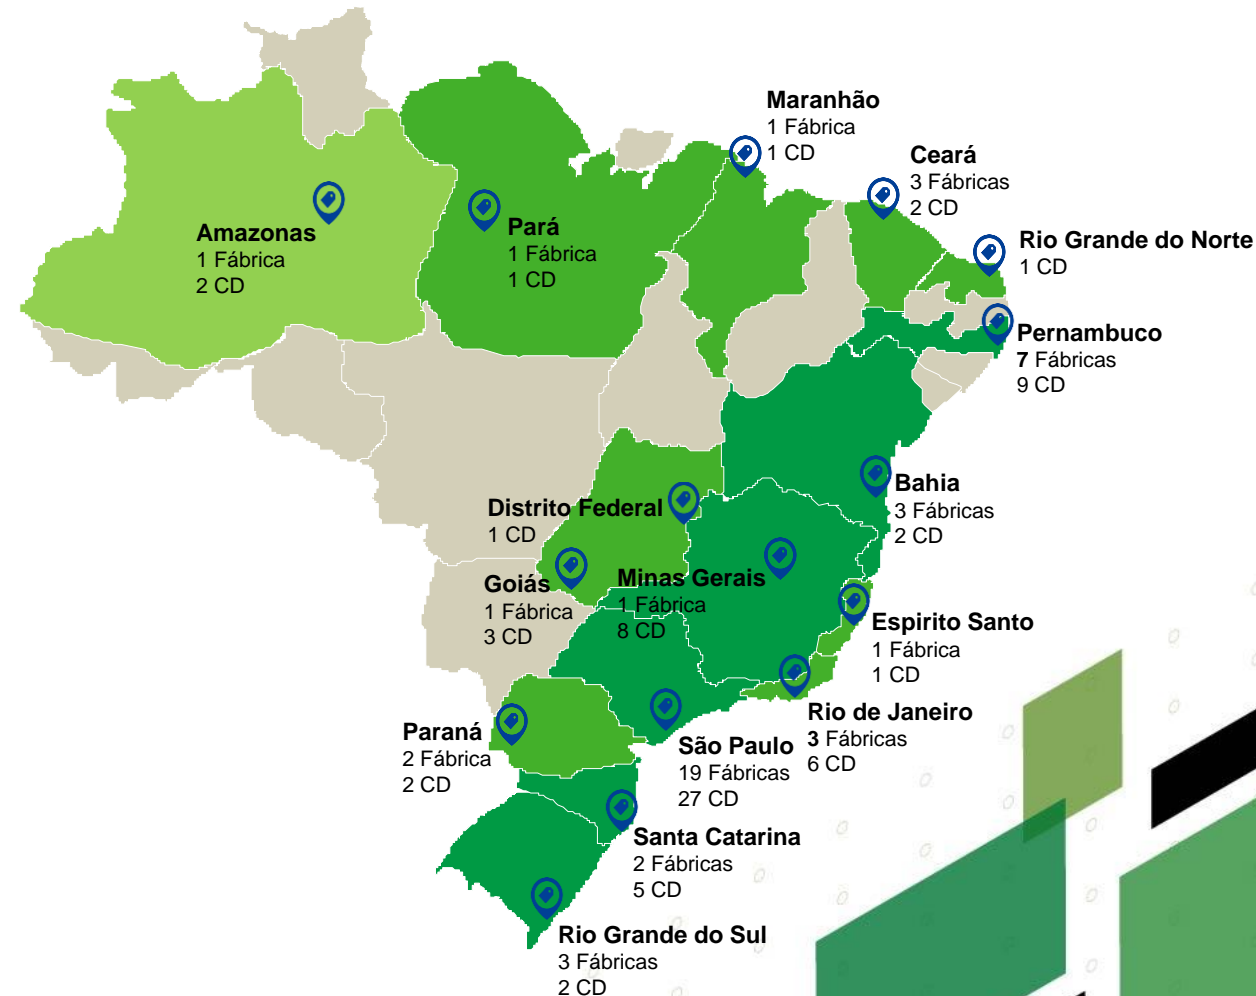 Maranhão
1 Fábrica
1 CD
Ceará
3 Fábricas
2 CD
Rio Grande do Norte
1 CD
Amazonas
1 Fábrica
2 CD
Pará
1 Fábrica
1 CD
Pernambuco
7 Fábricas
9 CD
Bahia
3 Fábricas
2 CD
Distrito Federal
1 CD
Goiás
1 Fábrica
3 CD
Minas Gerais
1 Fábrica
8 CD
Espirito Santo
1 Fábrica
1 CD
Rio de Janeiro
3 Fábricas
6 CD
Paraná
2 Fábrica
2 CD
São Paulo
19 Fábricas
27 CD
Santa Catarina
2 Fábricas
5 CD
Rio Grande do Sul
3 Fábricas
2 CD